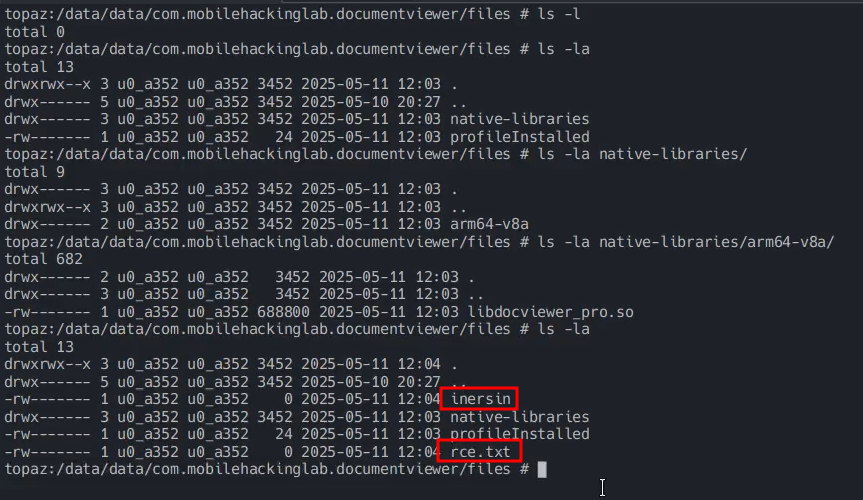 topaz:/data/data/com.mobilehackinglab.documentviewer/files # ls -l
total 0
topaz:/data/data/com.mobilehackinglab.documentviewer/files # ls -la
total 13
drwxrwx--x 3 u0_a352 u0_a352 3452 2025-05-11 12:03 .
drwx------ 5 u0_a352 u0_a352 3452 2025-05-10 20:27 ..
drwx------ 3 u0_a352 u0_a352 3452 2025-05-11 12:03 native-libraries
-rw------- 1 u0_a352 u0_a352   24 2025-05-11 12:03 profileInstalled
topaz:/data/data/com.mobilehackinglab.documentviewer/files # ls -la native-libraries/
total 9
drwx------ 3 u0_a352 u0_a352 3452 2025-05-11 12:03 .
drwxrwx--x 3 u0_a352 u0_a352 3452 2025-05-11 12:03 ..
drwx------ 2 u0_a352 u0_a352 3452 2025-05-11 12:03 arm64-v8a
topaz:/data/data/com.mobilehackinglab.documentviewer/files # ls -la native-libraries/arm64-v8a/
total 682
drwx------ 2 u0_a352 u0_a352   3452 2025-05-11 12:03 .
drwx------ 3 u0_a352 u0_a352   3452 2025-05-11 12:03 ..
-rw------- 1 u0_a352 u0_a352 688800 2025-05-11 12:03 libdocviewer_pro.so
topaz:/data/data/com.mobilehackinglab.documentviewer/files # ls -la
total 13
drwxrwx--x 3 u0_a352 u0_a352 3452 2025-05-11 12:04 .
drwx------ 5 u0_a352 u0_a352 3452 2025-05-10 20:27 ..
-rw------- 1 u0_a352 u0_a352    0 2025-05-11 12:04 inersin
drwx------ 3 u0_a352 u0_a352 3452 2025-05-11 12:03 native-libraries
-rw------- 1 u0_a352 u0_a352   24 2025-05-11 12:03 profileInstalled
-rw------- 1 u0_a352 u0_a352    0 2025-05-11 12:04 rce.txt
topaz:/data/data/com.mobilehackinglab.documentviewer/files #